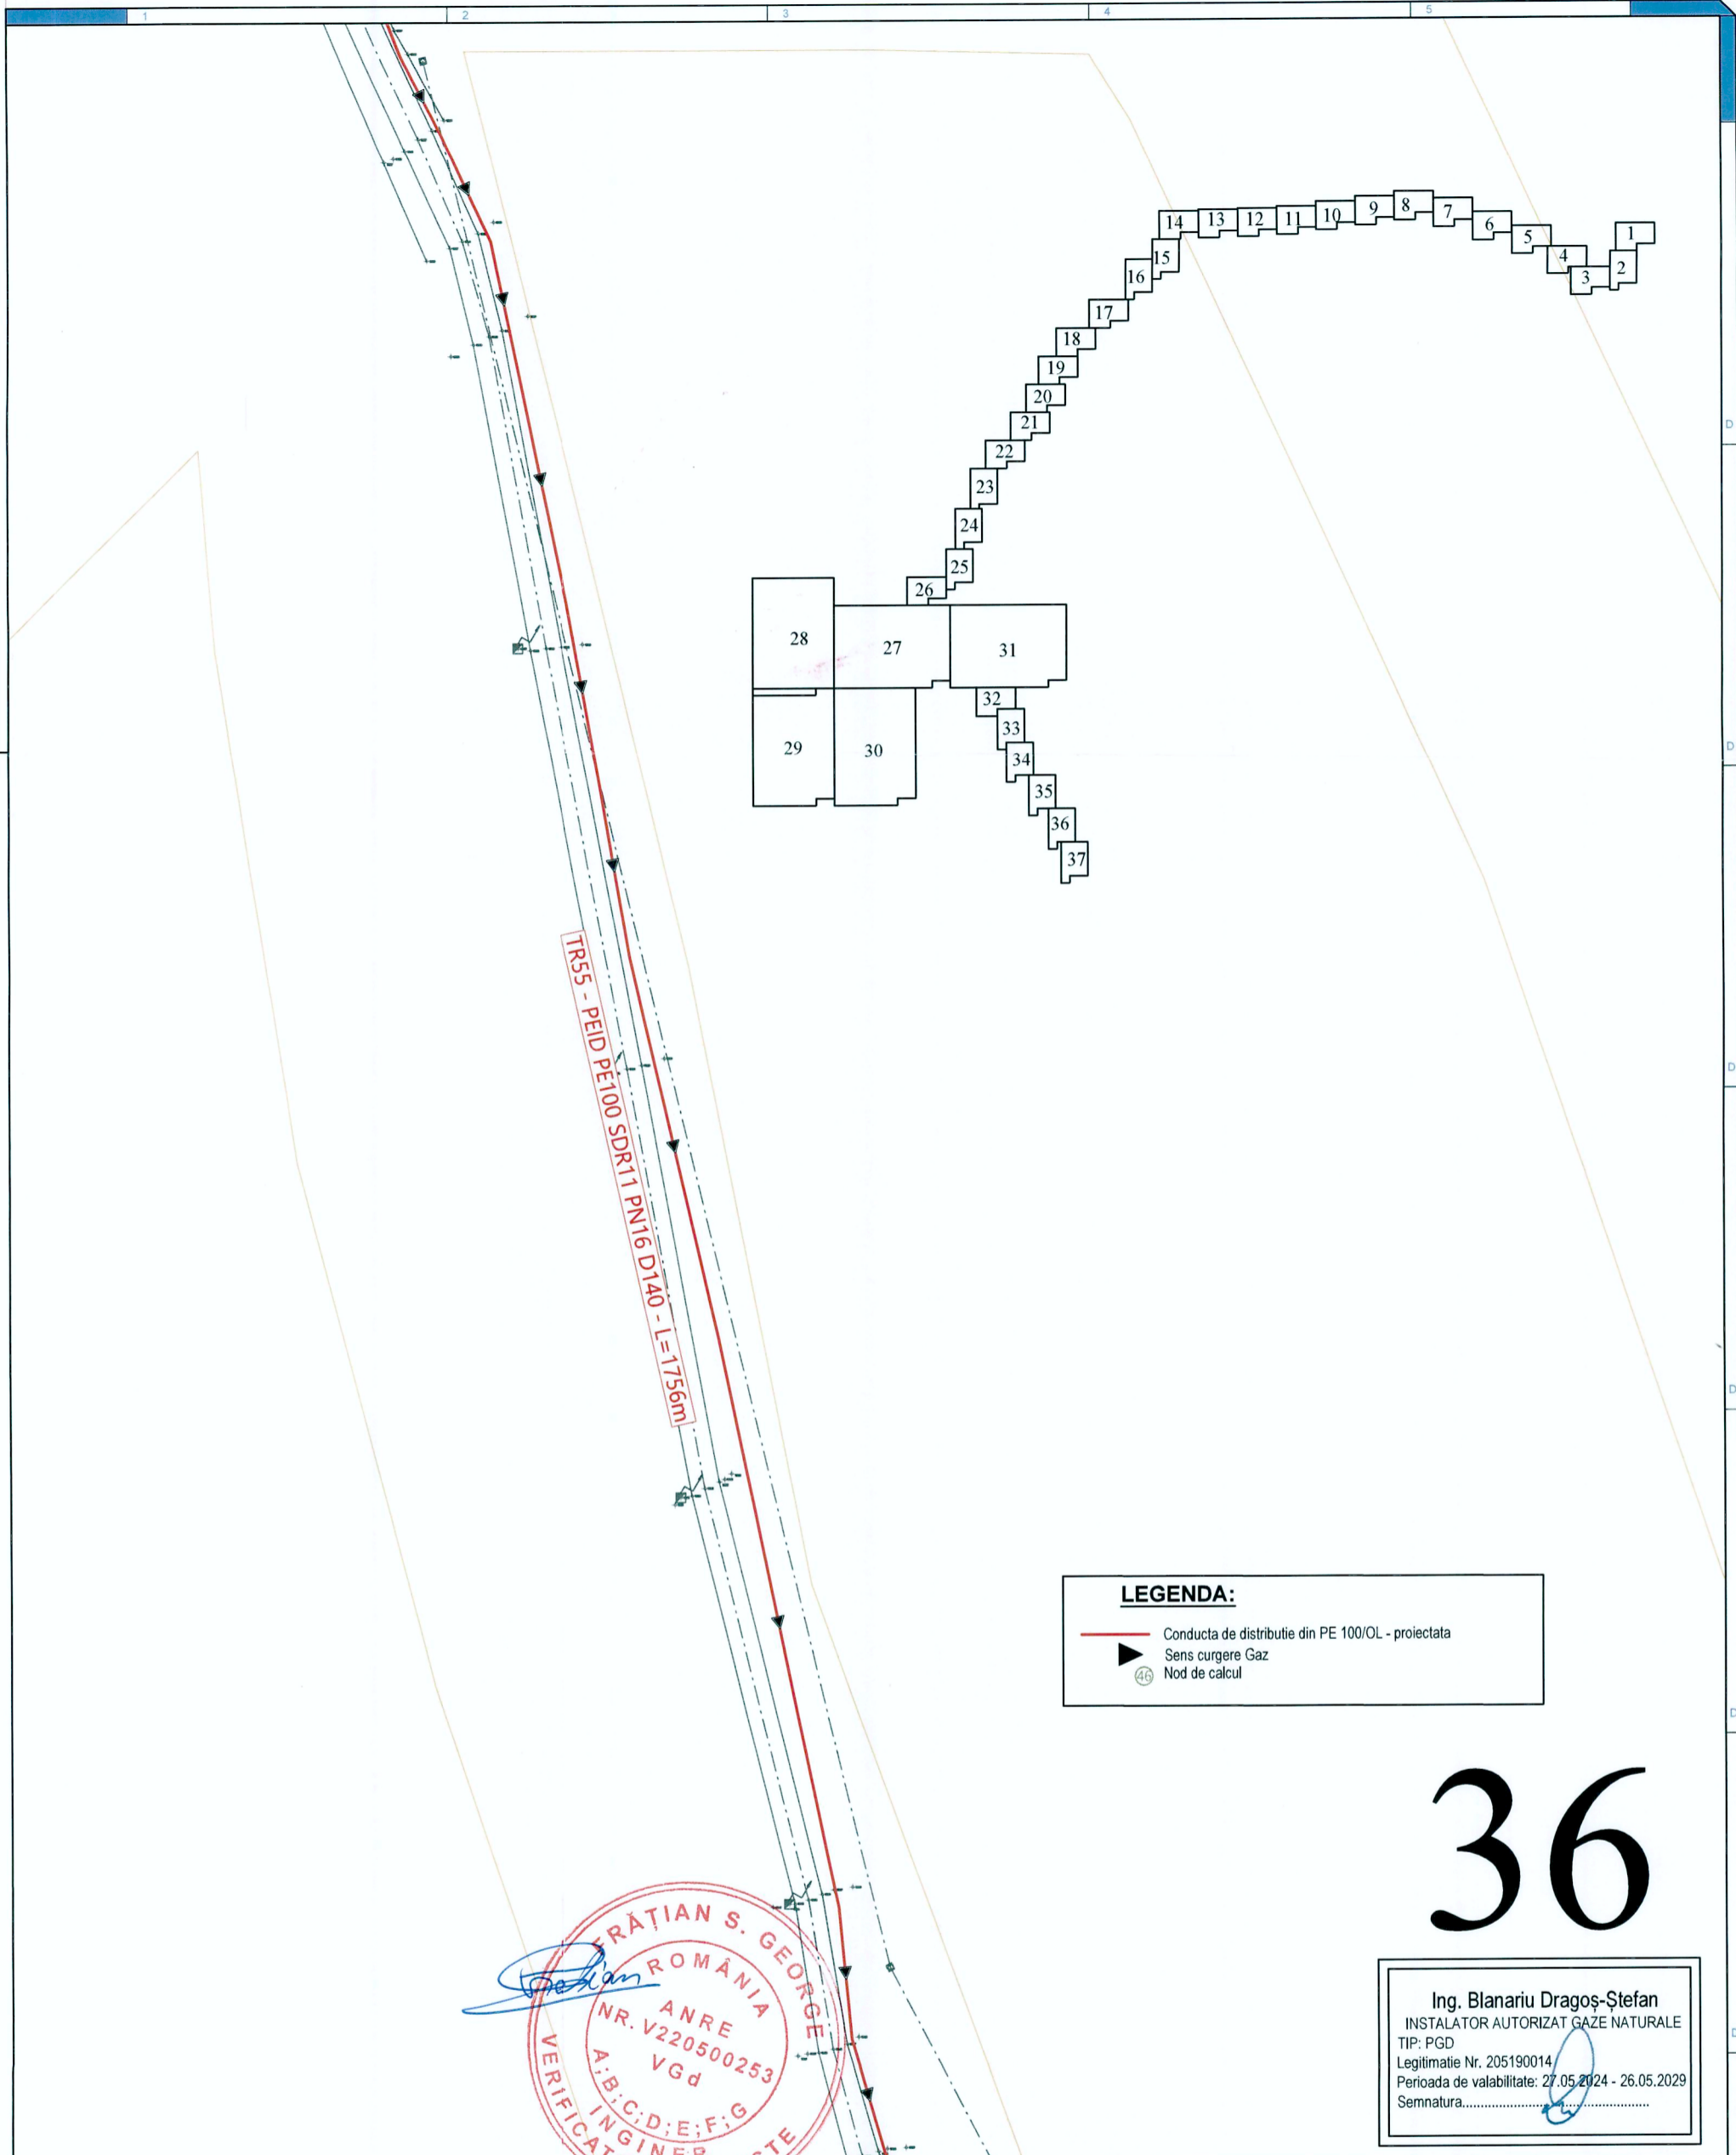 1 2 3 4 5
14 13 12 11 10 9 8 7 6 5 4 3 2 1
15
16
17
18
19
20
21
22
23
24
25
26
28 27 31
32
33
29 30 34
35
36
37
D
D
D
D
D
TR55 - PEID PE100 SDR11 PN16 D140 - L=1756m
LEGENDA:
Conducta de distributie din PE 100/OL - proiectata
Sens curgere Gaz
46 Nod de calcul
36
FRĂȚIAN S. GEORGE
ROMÂNIA
ANRE
NR. V220500253
VGd
A;B;C;D;E;F;G
Ing. Blanariu Dragoș-Ștefan
INSTALATOR AUTORIZAT GAZE NATURALE
TIP: PGD
Legitimatie Nr. 205190014
Perioada de valabilitate: 27.05.2024 - 26.05.2029
Semnatura